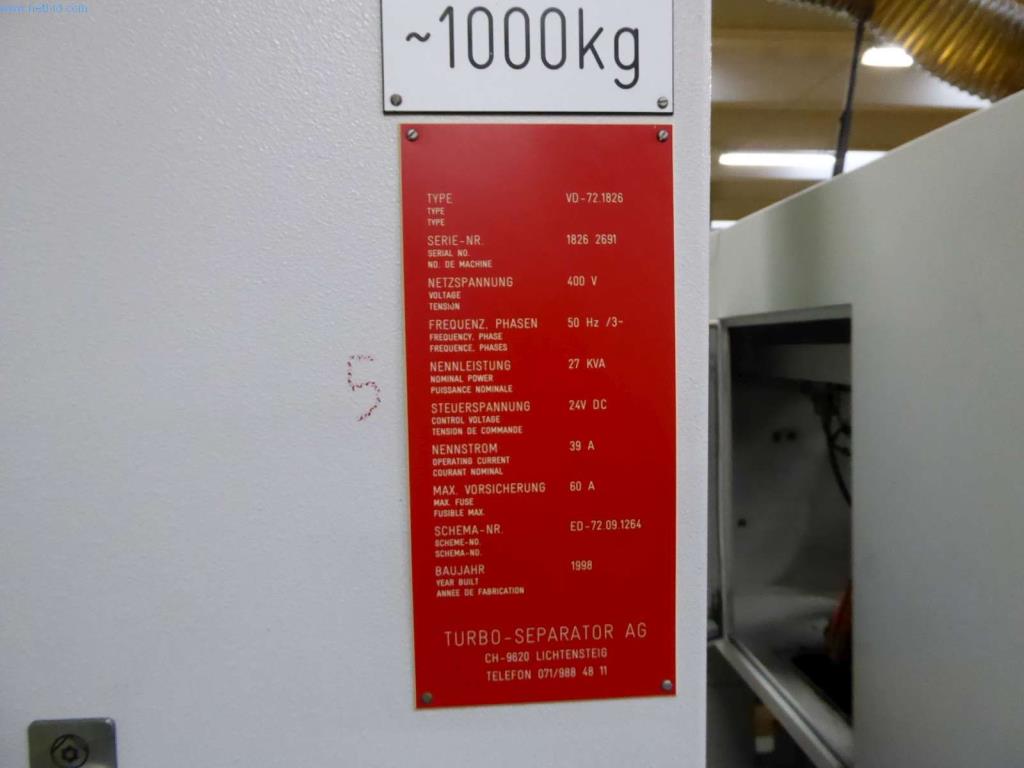 ~1000kg
TYPE VD-72.1826
TYPE
TYPE
SERIE-NR. 1826 2691
SERIAL NO.
NO. DE MACHINE
NETZSPANNUNG 400 V
VOLTAGE
TENSION
FREQUENZ, PHASEN 50 Hz /3~
FREQUENCY, PHASE
FREQUENCE, PHASES
NENNLEISTUNG 27 KVA
NOMINAL POWER
PUISSANCE NOMINALE
STEUERSPANNUNG 24V DC
CONTROL VOLTAGE
TENSION DE COMMANDE
NENNSTROM 39 A
OPERATING CURRENT
COURANT NOMINAL
MAX. VORSICHERUNG 60 A
MAX. FUSE
FUSIBLE MAX.
SCHEMA-NR. ED-72.09.1264
SCHEME-NO.
SCHEMA-NO.
BAUJAHR 1998
YEAR BUILT
ANNEE DE FABRICATION
TURBO-SEPARATOR AG
CH-9620 LICHTENSTEIG
TELEFON 071/988 48 11
5